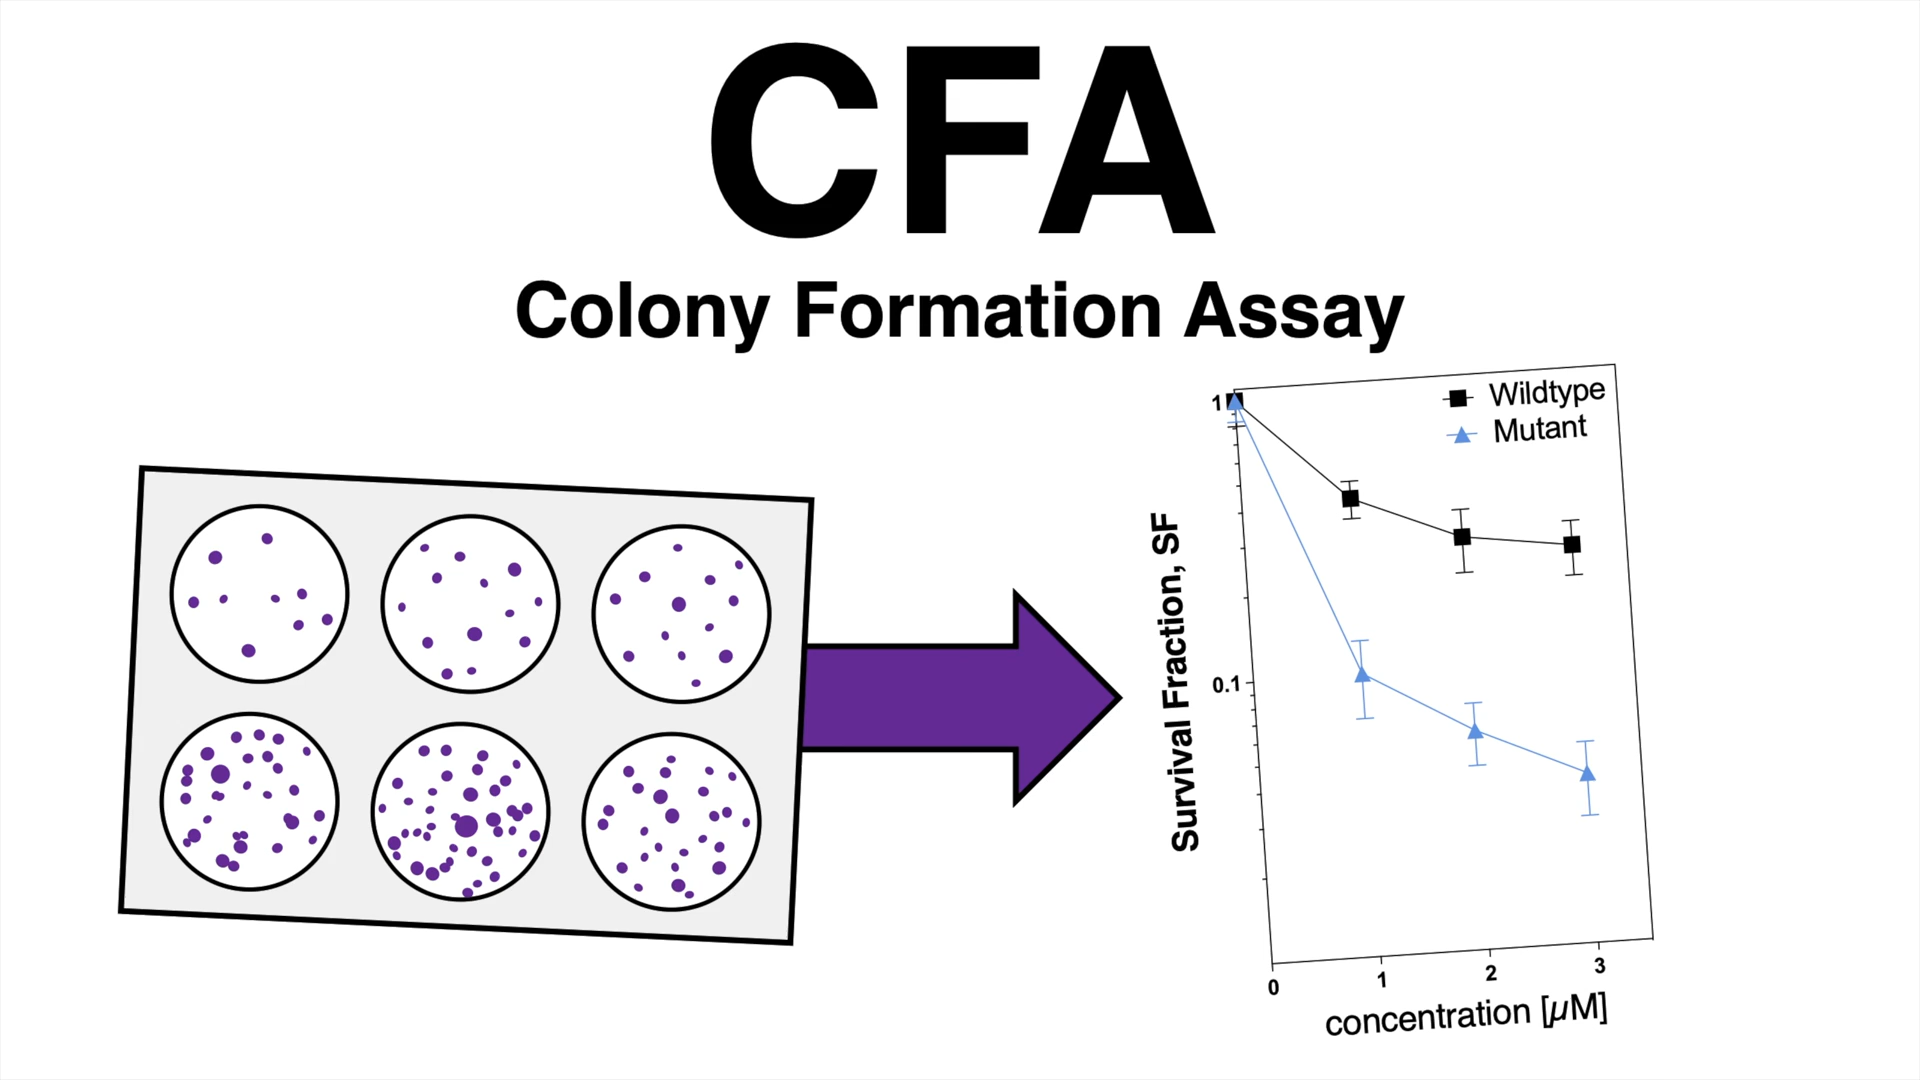 CFA
Colony Formation Assay
Wildtype
Mutant
1
0.1
Survival Fraction, SF
0
1
2
3
concentration [µM]